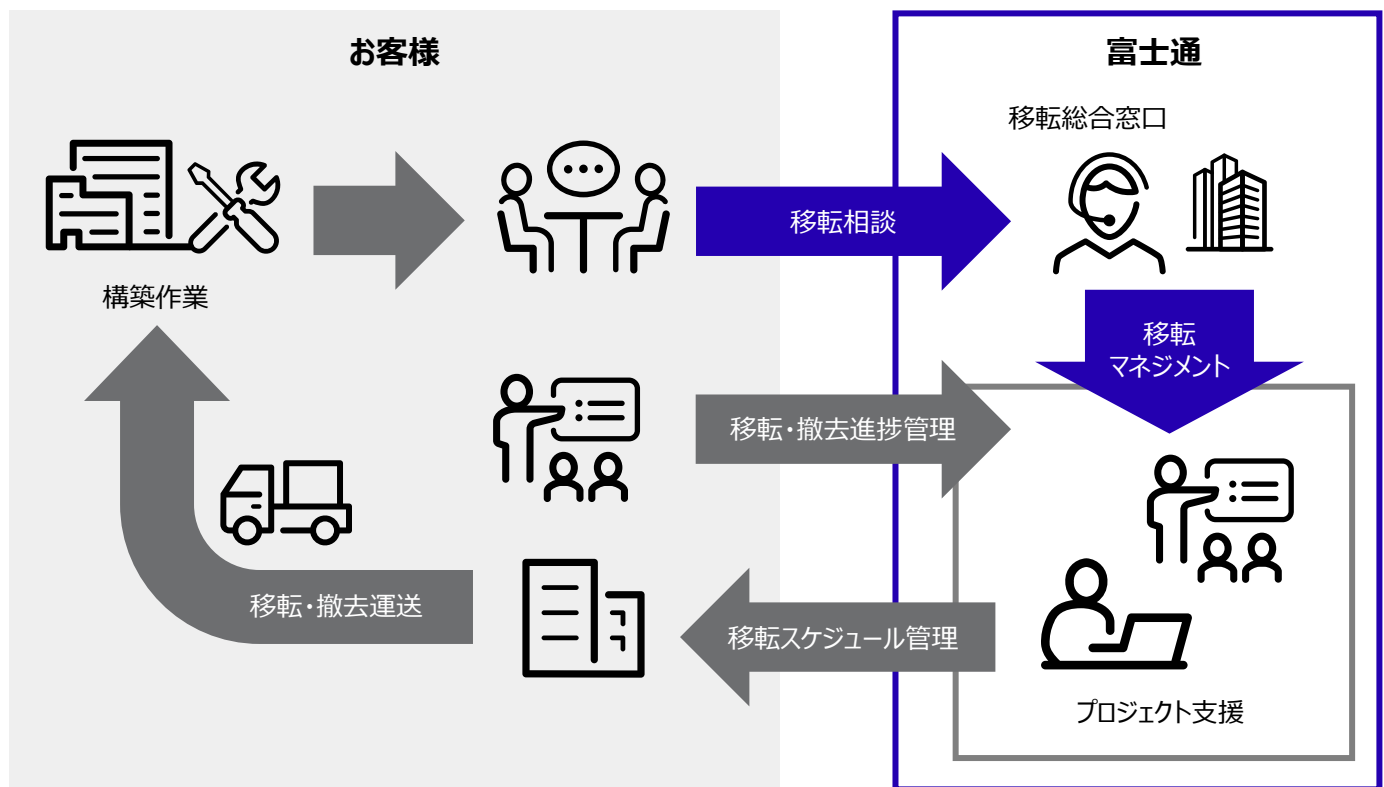 お客様
富士通
移転総合窓口
移転相談
構築作業
移転
マネジメント
移転・撤去進捗管理
移転・撤去運送
移転スケジュール管理
プロジェクト支援